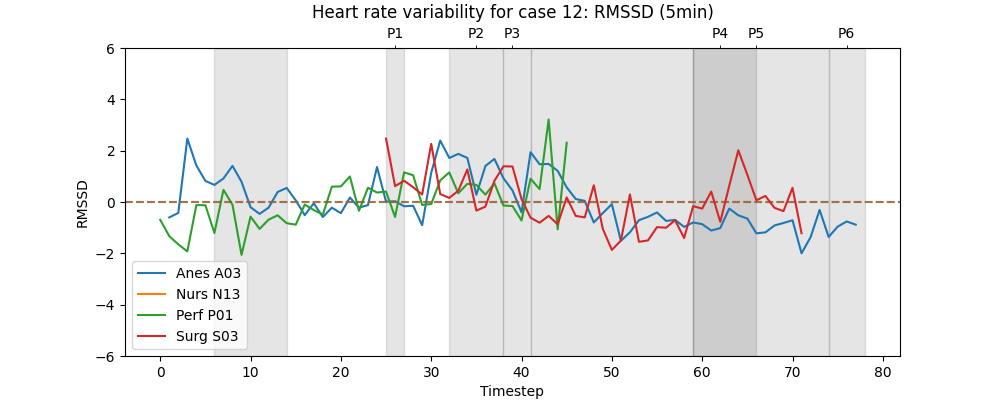 Heart rate variability for case 12: RMSSD (5min)
P1 P2 P3 P4 P5 P6
6
4
2
0
−2
−4
−6
RMSSD
Anes A03
Nurs N13
Perf P01
Surg S03
0 10 20 30 40 50 60 70 80
Timestep